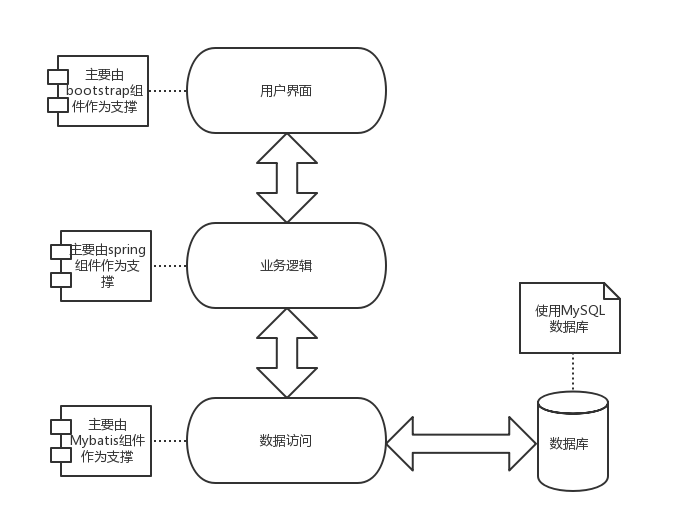 主要由
bootstrap组
件作为支撑
用户界面
主要由spring
组件作为支
撑
业务逻辑
使用MySQL
数据库
主要由
Mybatis组件
作为支撑
数据访问
数据库